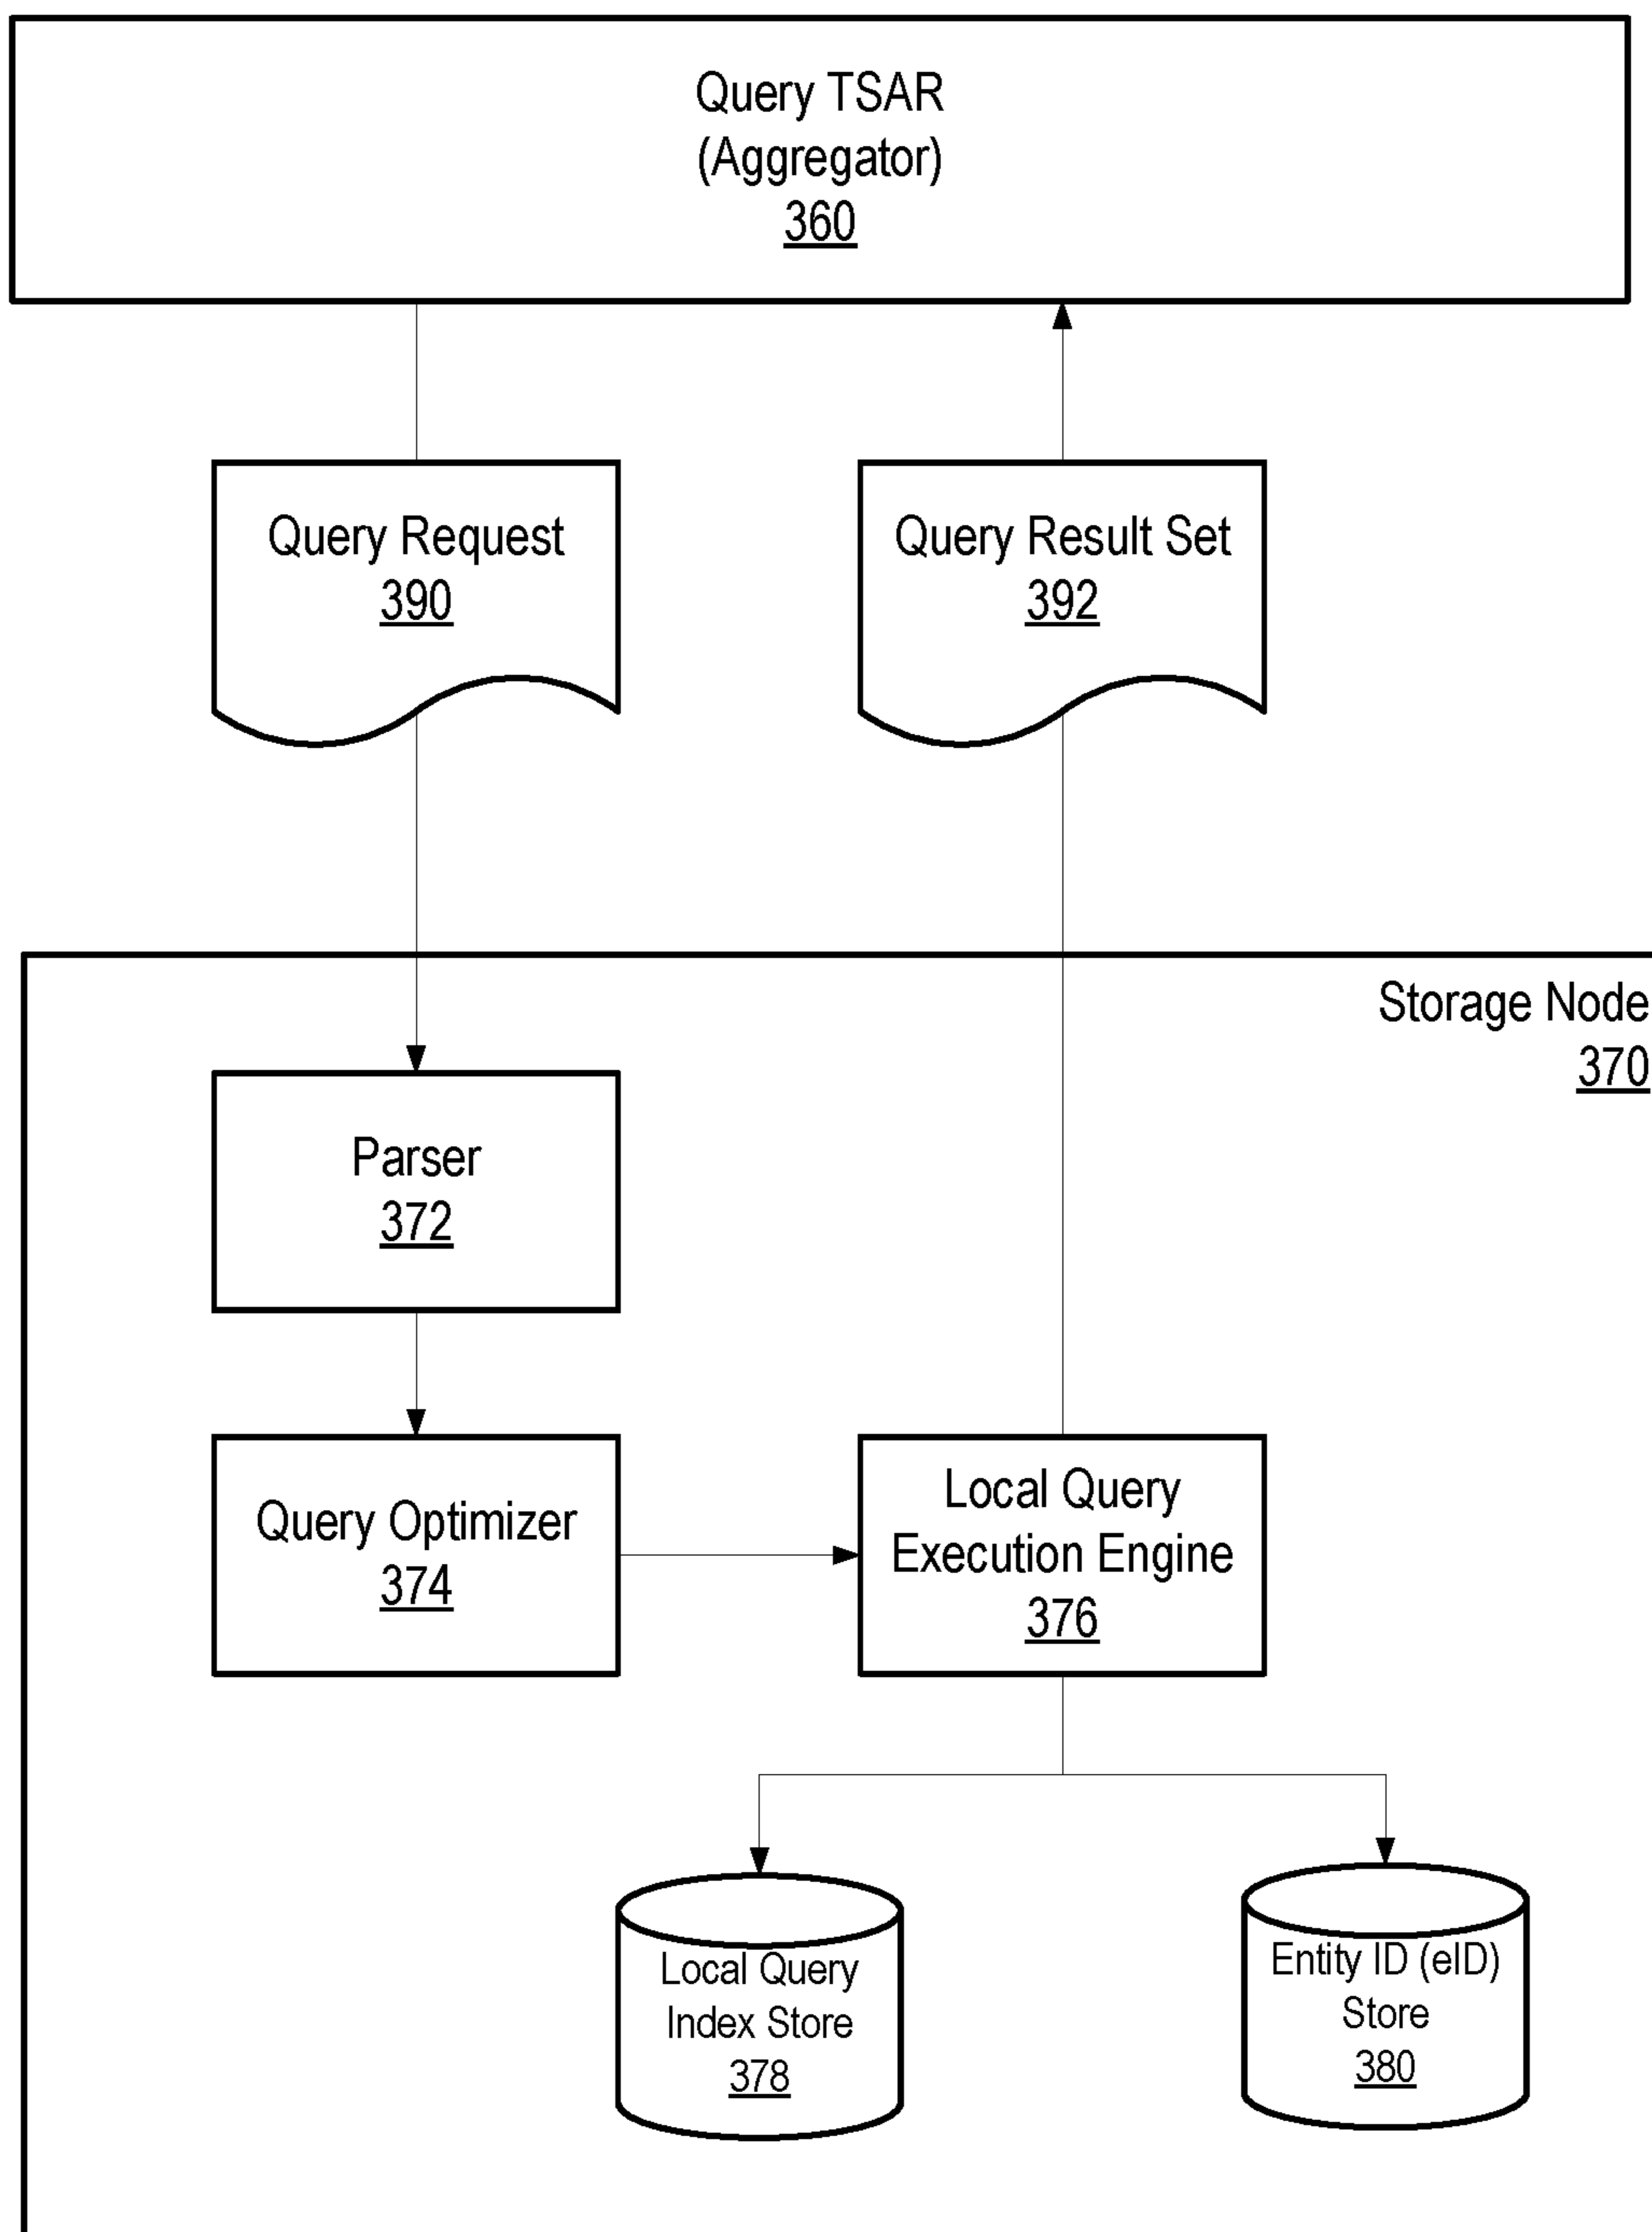 Query TSAR
(Aggregator)
360
Query Request
390
Query Result Set
392
Storage Node
370
Parser
372
Query Optimizer
374
Local Query
Execution Engine
376
Local Query
Index Store
378
Entity ID (eID)
Store
380